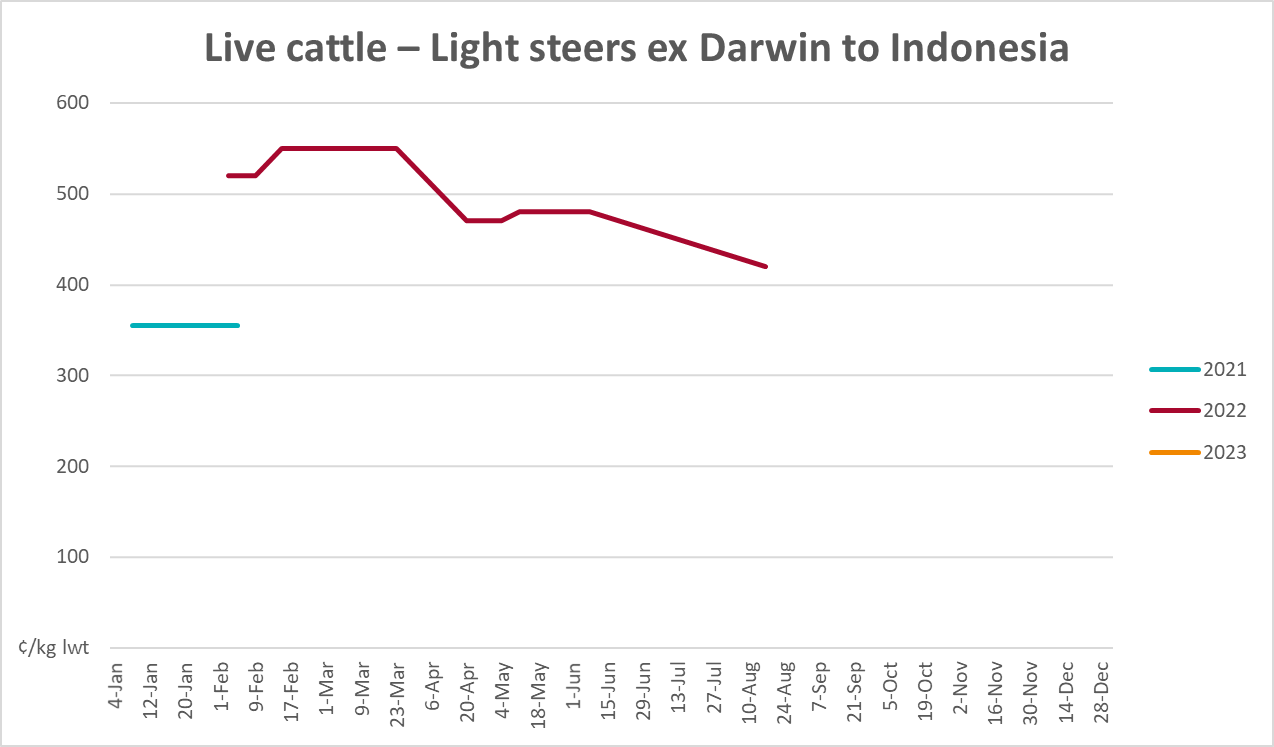 Live cattle – Light steers ex Darwin to Indonesia
600
500
400
300
200
100
¢/kg lwt
4-Jan
12-Jan
20-Jan
1-Feb
9-Feb
17-Feb
1-Mar
9-Mar
23-Mar
6-Apr
20-Apr
4-May
18-May
1-Jun
15-Jun
29-Jun
13-Jul
27-Jul
10-Aug
24-Aug
7-Sep
21-Sep
5-Oct
19-Oct
2-Nov
16-Nov
30-Nov
14-Dec
28-Dec
2021
2022
2023